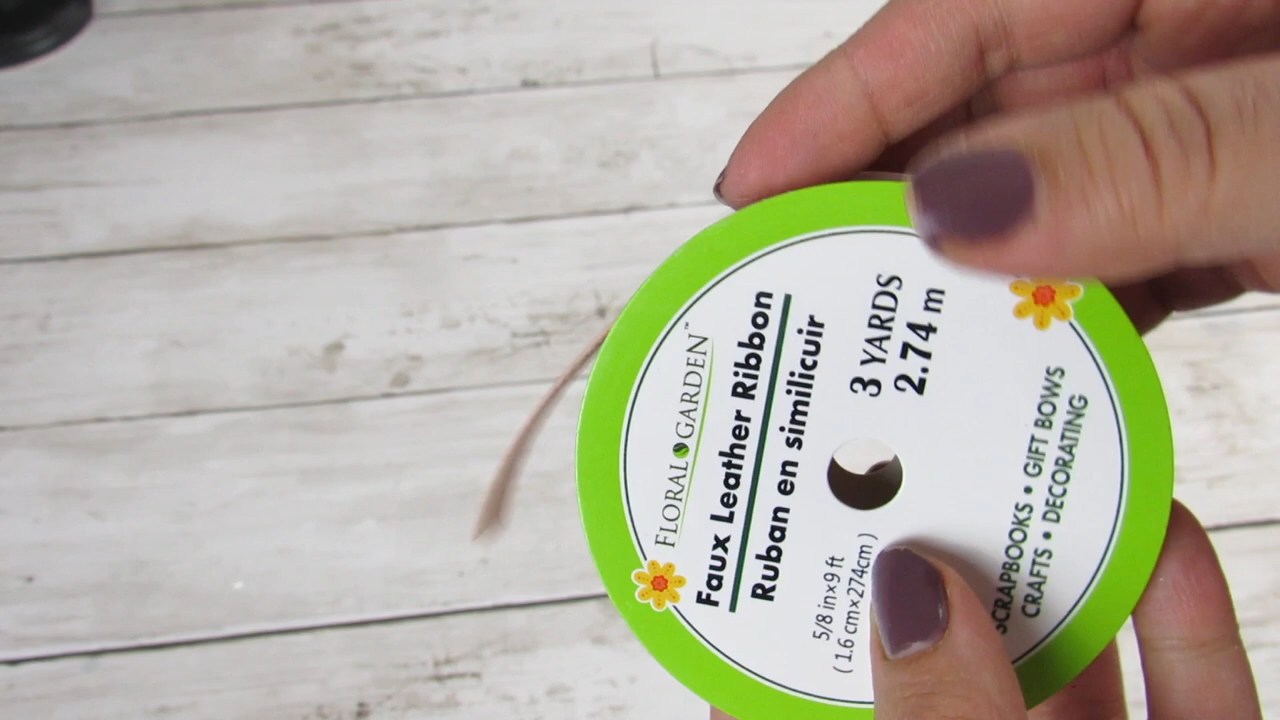 FLORAL GARDEN™
Faux Leather Ribbon
Ruban en similicuir
5/8 in×9 ft
( 1.6 cm×274cm )
3 YARDS
2.74 m
SCRAPBOOKS • GIFT BOWS
CRAFTS • DECORATING